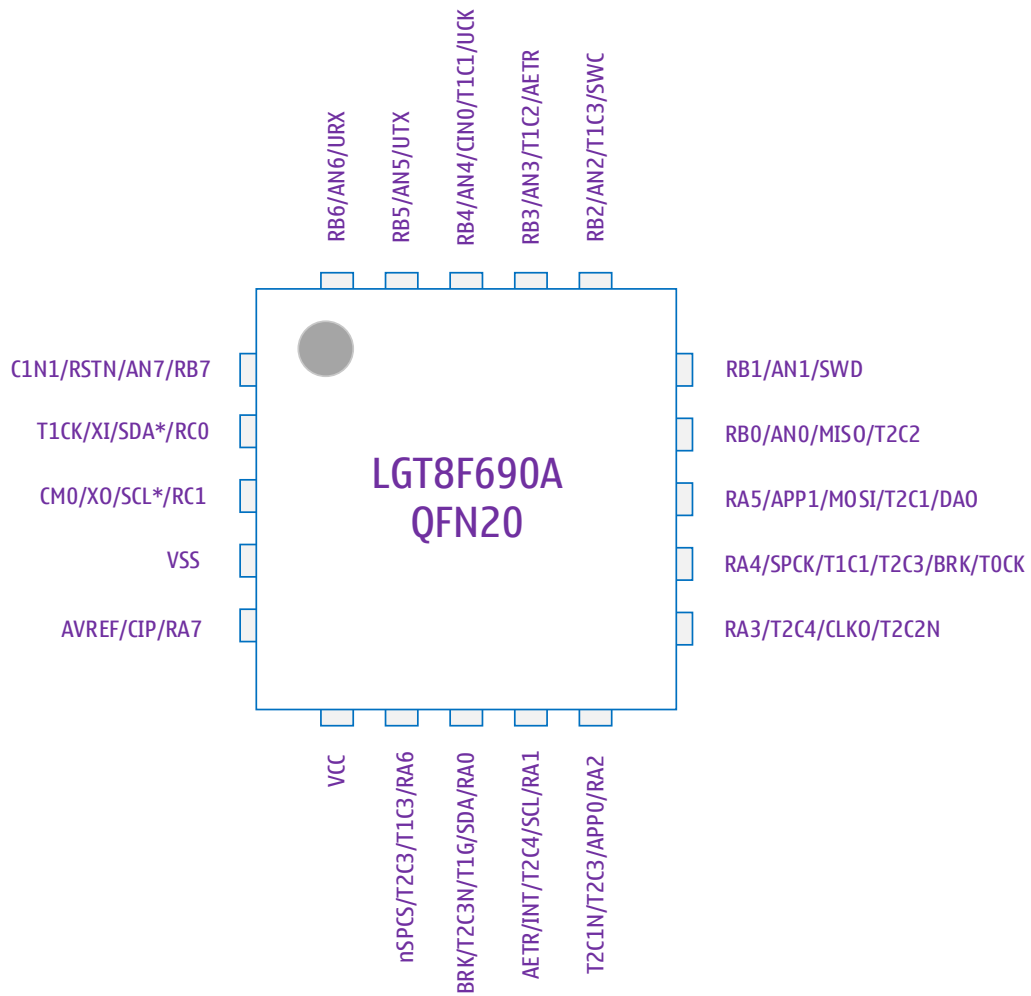 RB6/AN6/URX
RB5/AN5/UTX
RB4/AN4/CIN0/T1C1/UCK
RB3/AN3/T1C2/AETR
RB2/AN2/T1C3/SWC
C1N1/RSTN/AN7/RB7
T1CK/XI/SDA*/RC0
CM0/XO/SCL*/RC1
VSS
AVREF/CIP/RA7
LGT8F690A
QFN20
RB1/AN1/SWD
RB0/AN0/MISO/T2C2
RA5/APP1/MOSI/T2C1/DAO
RA4/SPCK/T1C1/T2C3/BRK/T0CK
RA3/T2C4/CLKO/T2C2N
VCC
nSPCS/T2C3/T1C3/RA6
BRK/T2C3N/T1G/SDA/RA0
AETR/INT/T2C4/SCL/RA1
T2C1N/T2C3/APP0/RA2